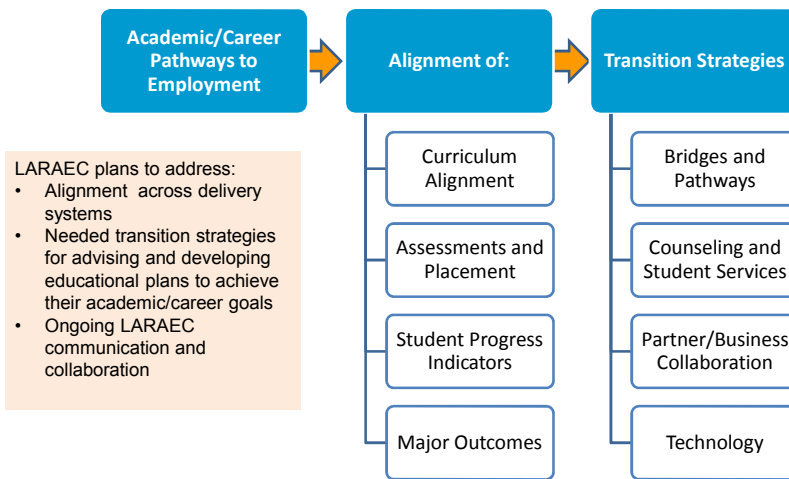 Academic/Career
Pathways to
Employment
Alignment of:
Transition Strategies
LARAEC plans to address:
• Alignment across delivery
systems
• Needed transition strategies
for advising and developing
educational plans to achieve
their academic/career goals
• Ongoing LARAEC
communication and
collaboration
Curriculum
Alignment
Assessments and
Placement
Student Progress
Indicators
Major Outcomes
Bridges and
Pathways
Counseling and
Student Services
Partner/Business
Collaboration
Technology